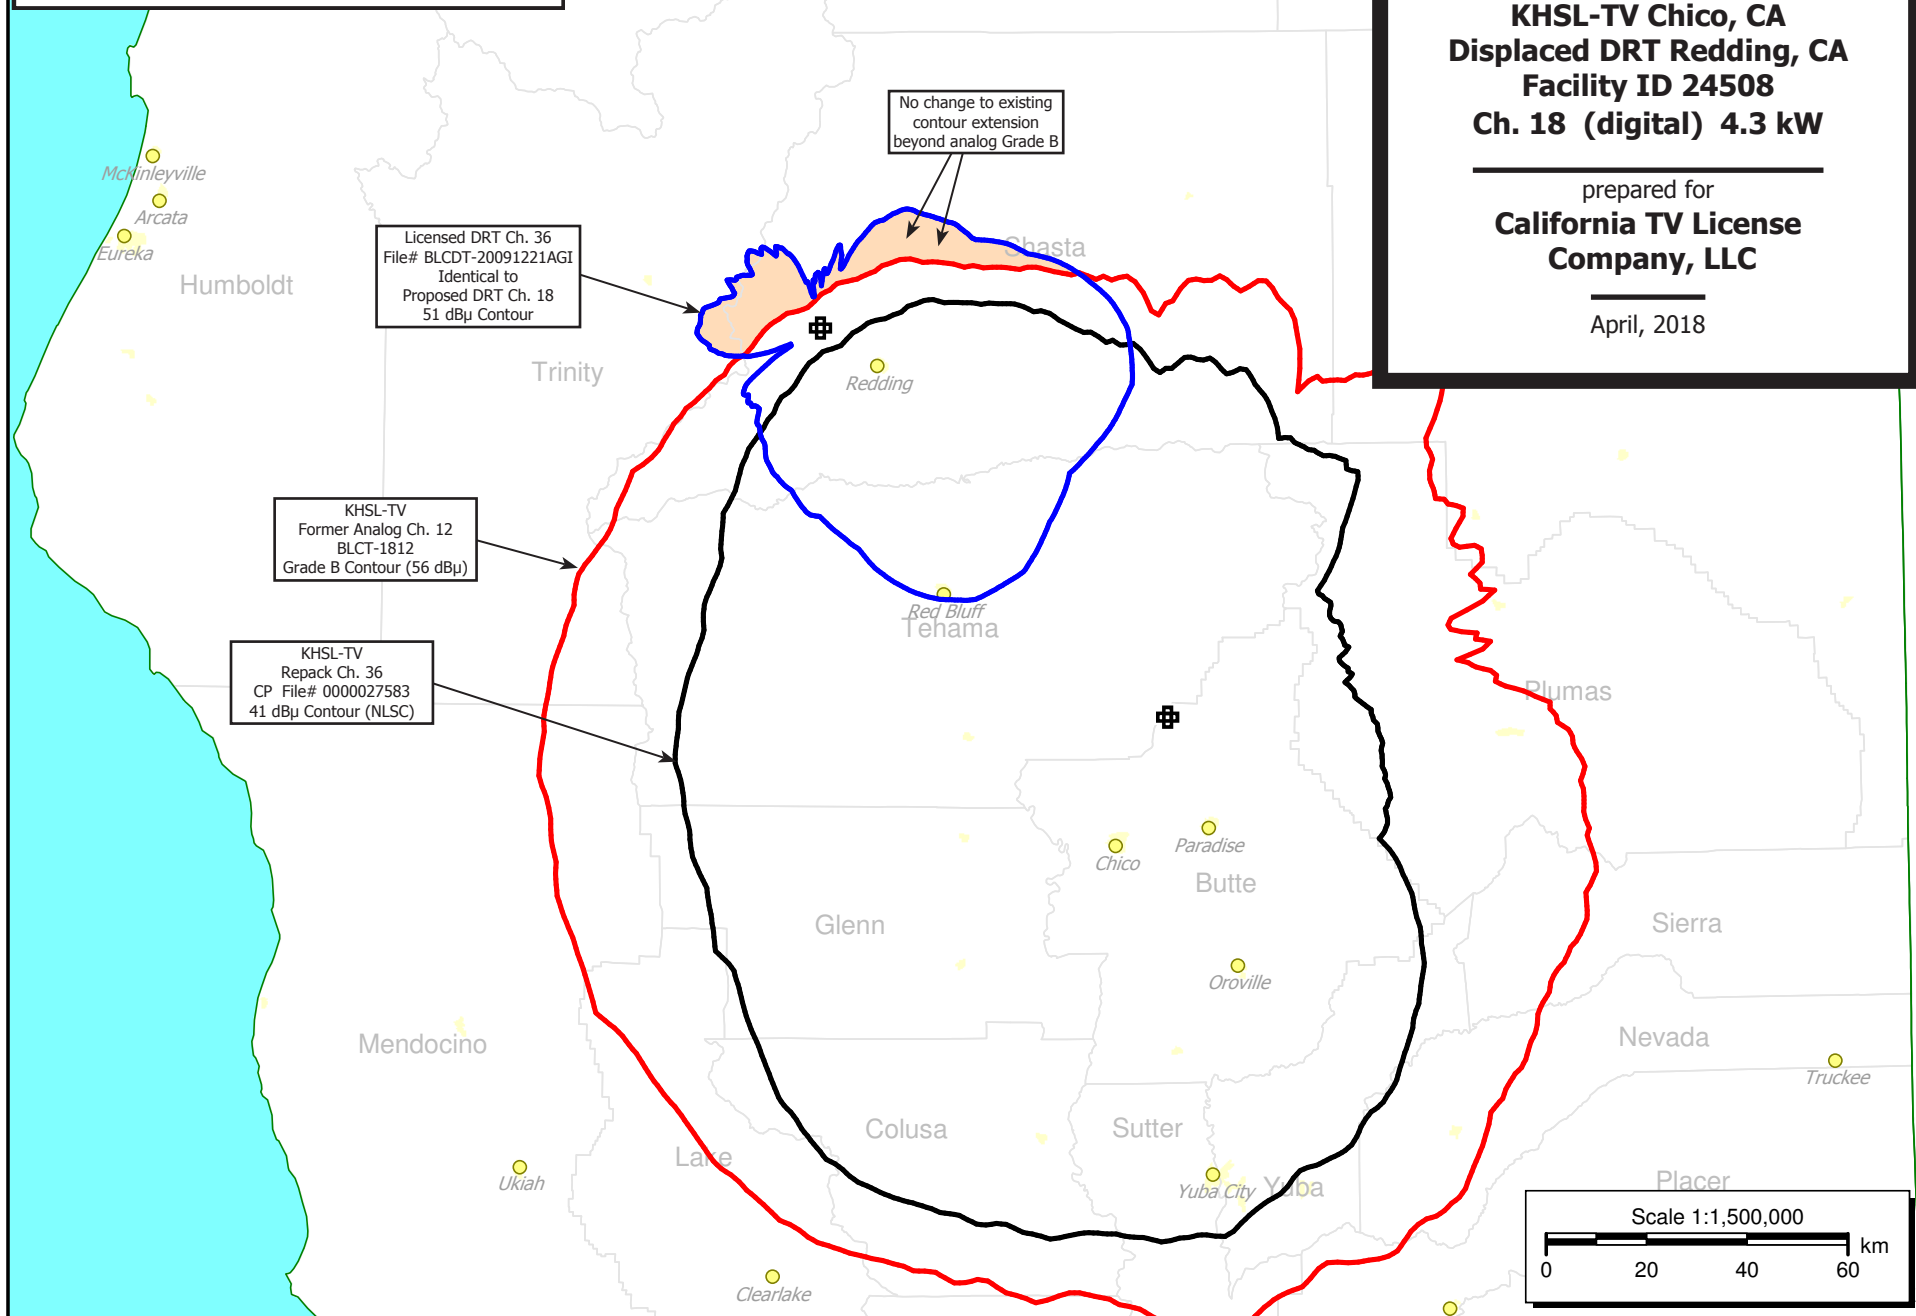 KHSL-TV Chico, CA
Displaced DRT Redding, CA
Facility ID 24508
Ch. 18 (digital) 4.3 kW
prepared for
California TV License
Company, LLC
April, 2018
No change to existing
contour extension
beyond analog Grade B
McKinleyville
Arcata
Eureka
Humboldt
Licensed DRT Ch. 36
File# BLCDT-20091221AGI
Identical to
Proposed DRT Ch. 18
51 dBµ Contour
Shasta
Trinity
Redding
KHSL-TV
Former Analog Ch. 12
BLCT-1812
Grade B Contour (56 dBµ)
Red Bluff
Tehama
KHSL-TV
Repack Ch. 36
CP File# 0000027583
41 dBµ Contour (NLSC)
Plumas
Chico
Paradise
Butte
Glenn
Sierra
Oroville
Mendocino
Nevada
Truckee
Colusa
Sutter
Lake
Ukiah
Yuba City
Yuba
Placer
Clearlake
Scale 1:1,500,000
km
0 20 40 60